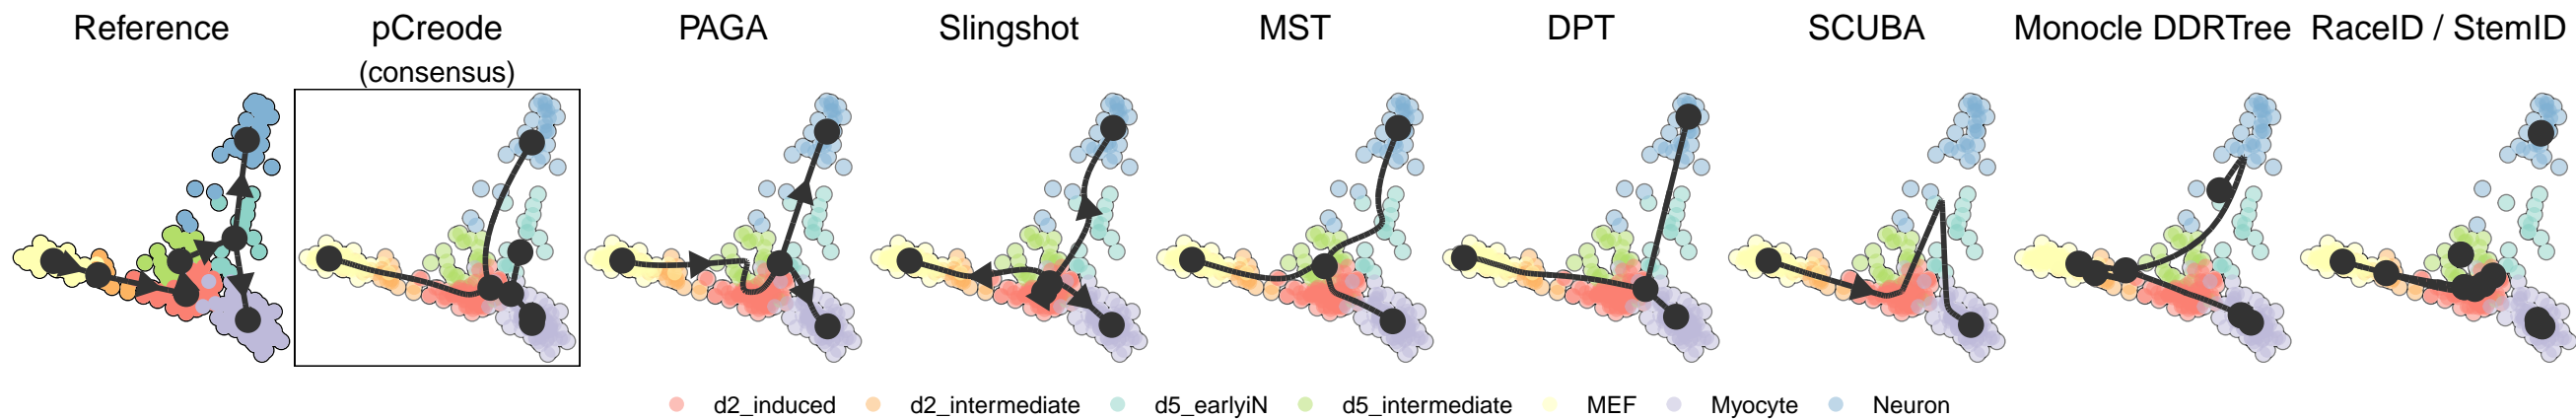 Reference
pCreode
(consensus)
PAGA
Slingshot
MST
DPT
SCUBA
Monocle DDRTree
RaceID / StemID
d2_induced
d2_intermediate
d5_earlyiN
d5_intermediate
MEF
Myocyte
Neuron